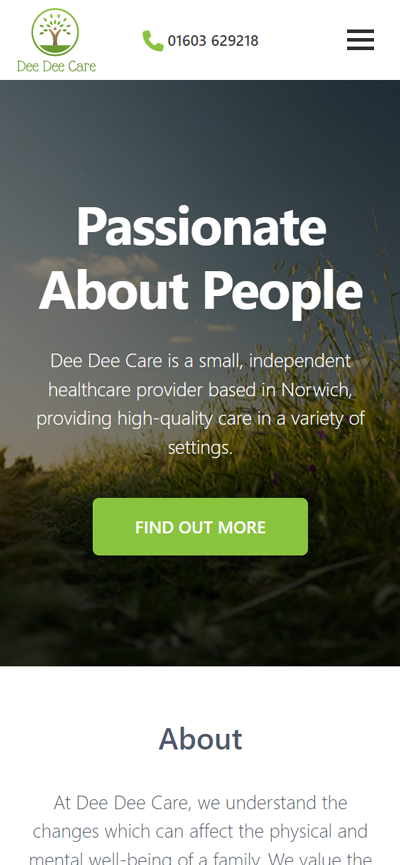 Dee Dee Care
01603 629218
Passionate
About People
Dee Dee Care is a small, independent
healthcare provider based in Norwich,
providing high-quality care in a variety of
settings.
FIND OUT MORE
About
At Dee Dee Care, we understand the
changes which can affect the physical and
mental well-being of a family. We value the